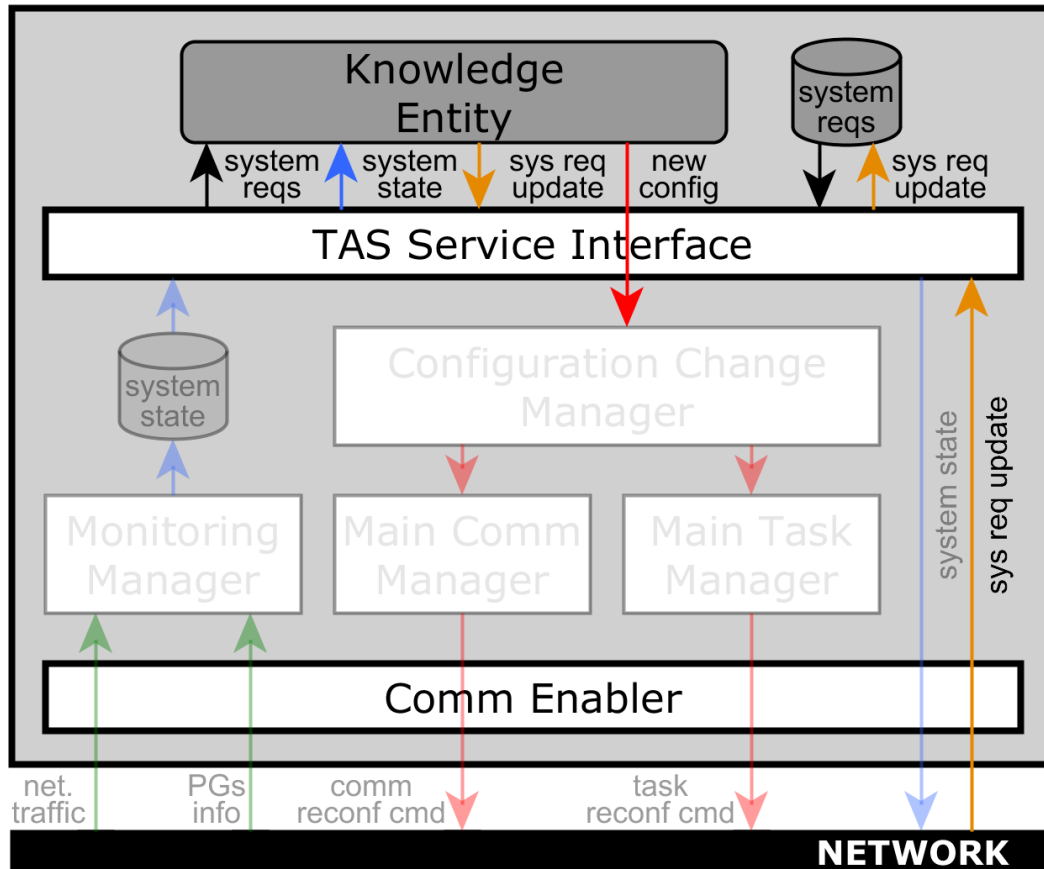 Knowledge
Entity
system
reqs
system
reqs
system
state
sys req
update
new
config
sys req
update
TAS Service Interface
system
state
Configuration Change
Manager
system state
sys req update
Monitoring
Manager
Main Comm
Manager
Main Task
Manager
Comm Enabler
net.
traffic
PGs
info
comm
reconf cmd
task
reconf cmd
NETWORK